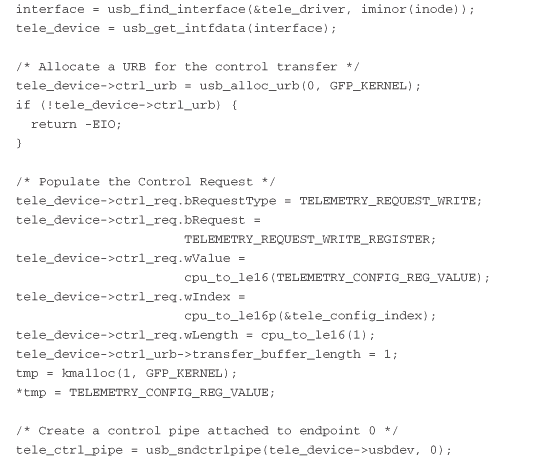 interface = usb_find_interface(&tele_driver, iminor(inode));
tele_device = usb_get_intfdata(interface);

/* Allocate a URB for the control transfer */
tele_device->ctrl_urb = usb_alloc_urb(0, GFP_KERNEL);
if (!tele_device->ctrl_urb) {
  return -EIO;
}

/* Populate the Control Request */
tele_device->ctrl_req.bRequestType = TELEMETRY_REQUEST_WRITE;
tele_device->ctrl_req.bRequest =
                      TELEMETRY_REQUEST_WRITE_REGISTER;
tele_device->ctrl_req.wValue =
                      cpu_to_le16(TELEMETRY_CONFIG_REG_VALUE);
tele_device->ctrl_req.wIndex =
                      cpu_to_le16p(&tele_config_index);
tele_device->ctrl_req.wLength = cpu_to_le16(1);
tele_device->ctrl_urb->transfer_buffer_length = 1;
tmp = kmalloc(1, GFP_KERNEL);
*tmp = TELEMETRY_CONFIG_REG_VALUE;

/* Create a control pipe attached to endpoint 0 */
tele_ctrl_pipe = usb_sndctrlpipe(tele_device->usbdev, 0);